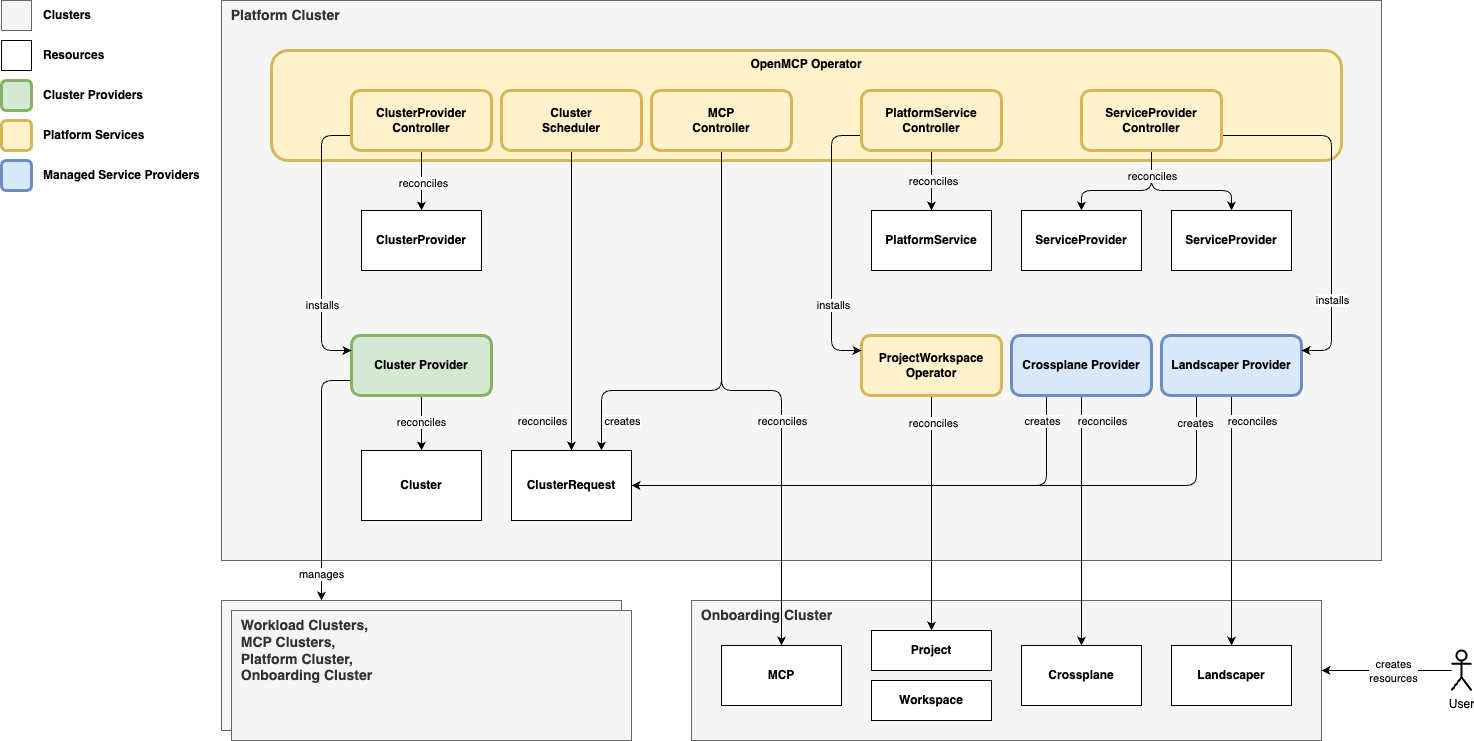 Clusters
Resources
Cluster Providers
Platform Services
Managed Service Providers
Platform Cluster
OpenMCP Operator
ClusterProvider
Controller
Cluster
Scheduler
MCP
Controller
PlatformService
Controller
ServiceProvider
Controller
reconciles
reconciles
reconciles
ClusterProvider
PlatformService
ServiceProvider
ServiceProvider
installs
installs
installs
Cluster Provider
ProjectWorkspace
Operator
Crossplane Provider
Landscaper Provider
reconciles
reconciles
creates
reconciles
reconciles
creates
reconciles
creates
reconciles
Cluster
ClusterRequest
manages
Workload Clusters,
MCP Clusters,
Platform Cluster,
Onboarding Cluster
Onboarding Cluster
MCP
Project
Workspace
Crossplane
Landscaper
creates
resources
User